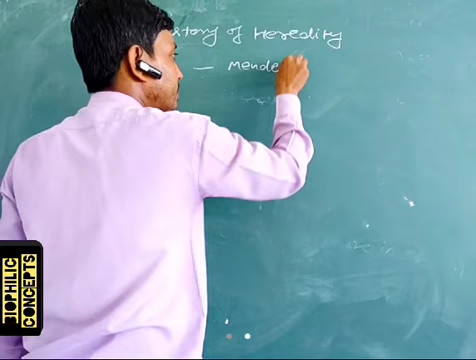 story of Heredity
— Mende
BIOPHILIC
CONCEPTS